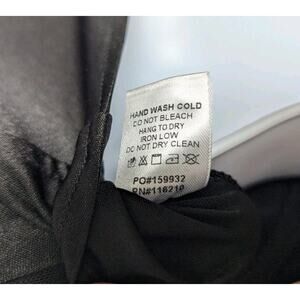 HAND WASH COLD
DO NOT BLEACH
HANG TO DRY
IRON LOW
DO NOT DRY CLEAN
PO#159932
RN#116210